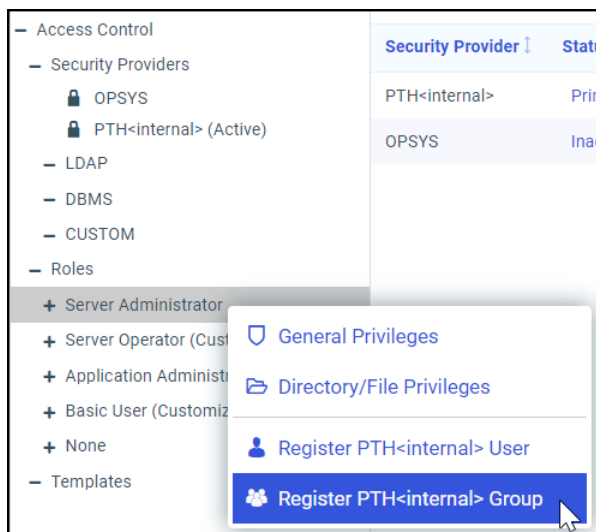 Access Control
Security Providers
OPSYS
PTH<internal> (Active)
LDAP
DBMS
CUSTOM
Roles
Server Administrator
Server Operator (Cust
Application Administr
Basic User (Customiz
None
Templates
Security Provider Statu
PTH<internal> Prin
OPSYS Ina
General Privileges
Directory/File Privileges
Register PTH<internal> User
Register PTH<internal> Group